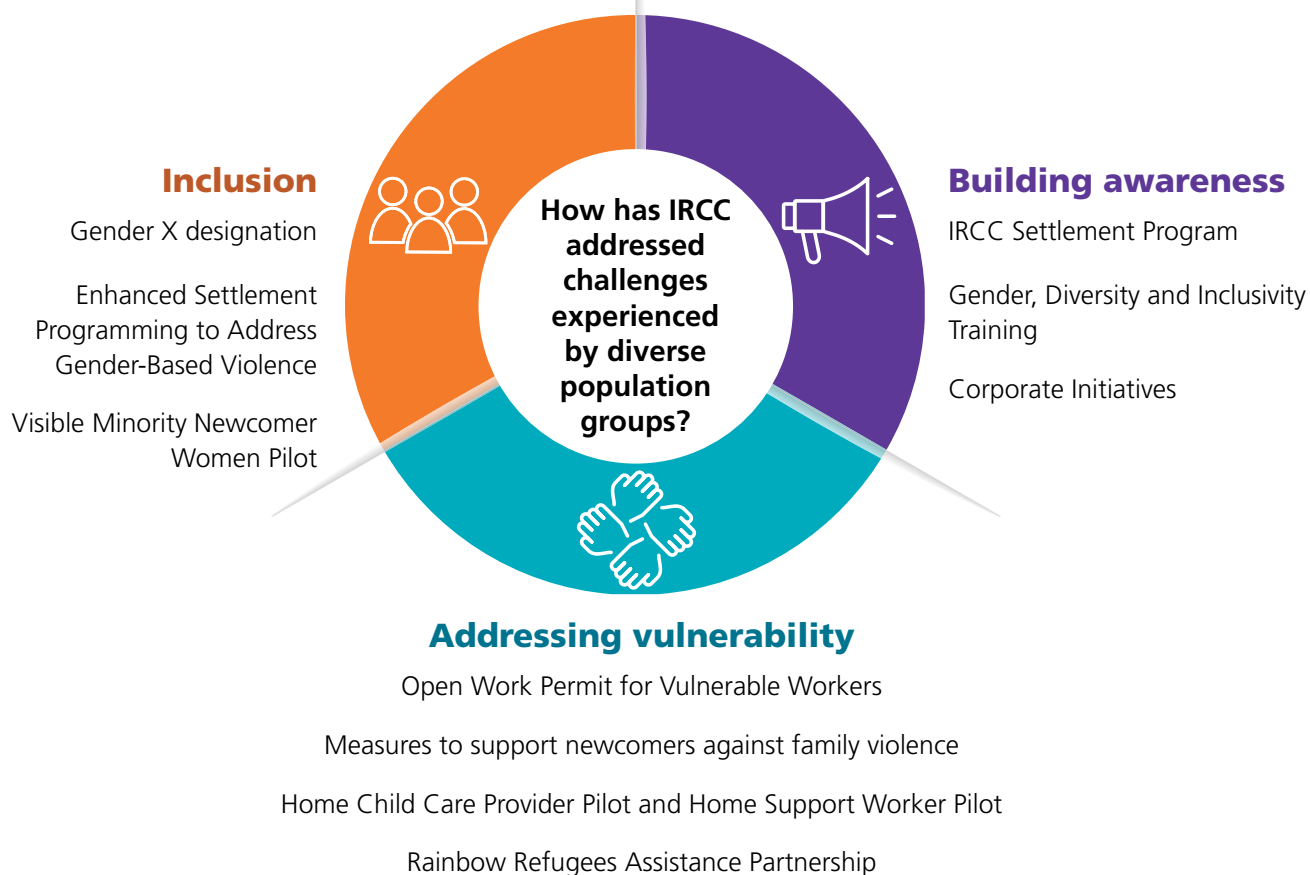 How has IRCC
addressed
challenges
experienced
by diverse
population
groups?
Inclusion
Gender X designation
Enhanced Settlement
Programming to Address
Gender-Based Violence
Visible Minority Newcomer
Women Pilot
Building awareness
IRCC Settlement Program
Gender, Diversity and Inclusivity
Training
Corporate Initiatives
Addressing vulnerability
Open Work Permit for Vulnerable Workers
Measures to support newcomers against family violence
Home Child Care Provider Pilot and Home Support Worker Pilot
Rainbow Refugees Assistance Partnership